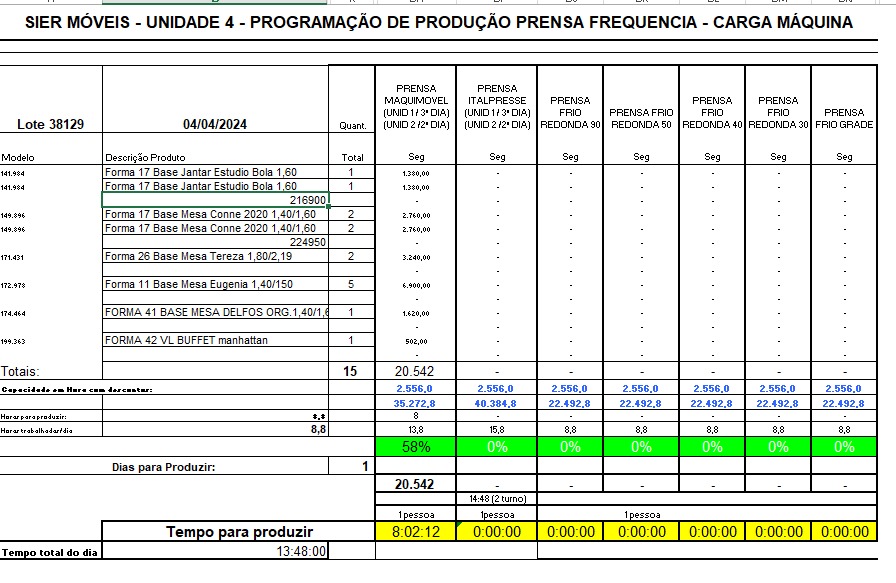 SIER MÓVEIS - UNIDADE 4 - PROGRAMAÇÃO DE PRODUÇÃO PRENSA FREQUENCIA - CARGA MÁQUINA
Lote 38129 04/04/2024 Quant. PRENSA MAQUIMOVEL (UNID 1 / 3ª DIA) (UNID 2 / 2ª DIA) PRENSA ITALPRESSE (UNID 1 / 3ª DIA) (UNID 2 / 2ª DIA) PRENSA FRIO REDONDA 90 PRENSA FRIO REDONDA 50 PRENSA FRIO REDONDA 40 PRENSA FRIO REDONDA 30 PRENSA FRIO GRADE
Modelo Descrição Produto Total Seg Seg Seg Seg Seg Seg Seg
141.984 Forma 17 Base Jantar Estudio Bola 1,60 1 1.380,00 - - - - - -
141.984 Forma 17 Base Jantar Estudio Bola 1,60 1 1.380,00 - - - - - -
216900 - - - - - - -
149.896 Forma 17 Base Mesa Conne 2020 1,40/1,60 2 2.760,00 - - - - - -
149.896 Forma 17 Base Mesa Conne 2020 1,40/1,60 2 2.760,00 - - - - - -
224950 - - - - - - -
171.431 Forma 26 Base Mesa Tereza 1,80/2,19 2 3.240,00 - - - - - -
- - - - - - -
172.978 Forma 11 Base Mesa Eugenia 1,40/150 5 6.900,00 - - - - - -
- - - - - - -
174.464 FORMA 41 BASE MESA DELFOS ORG.1,40/1,6 1 1.620,00 - - - - - -
- - - - - - -
199.363 FORMA 42 VL BUFFET manhattan 1 502,00 - - - - - -
- - - - - - -
Totais: 15 20.542 - - - - - -
Capacidade em Hora com descontar: 2.556,0 2.556,0 2.556,0 2.556,0 2.556,0 2.556,0 2.556,0
35.272,8 40.384,8 22.492,8 22.492,8 22.492,8 22.492,8 22.492,8
Horas para produzir: *,* 8 - - - - - -
Horas trabalhadas/dia 8,8 13,8 15,8 8,8 8,8 8,8 8,8 8,8
58% 0% 0% 0% 0% 0% 0%
Dias para Produzir: 1
20.542 - - - - - -
14:48 (2 turno)
1pessoa 1pessoa 1pessoa
Tempo para produzir 8:02:12 0:00:00 0:00:00 0:00:00 0:00:00 0:00:00 0:00:00
Tempo total do dia 13:48:00